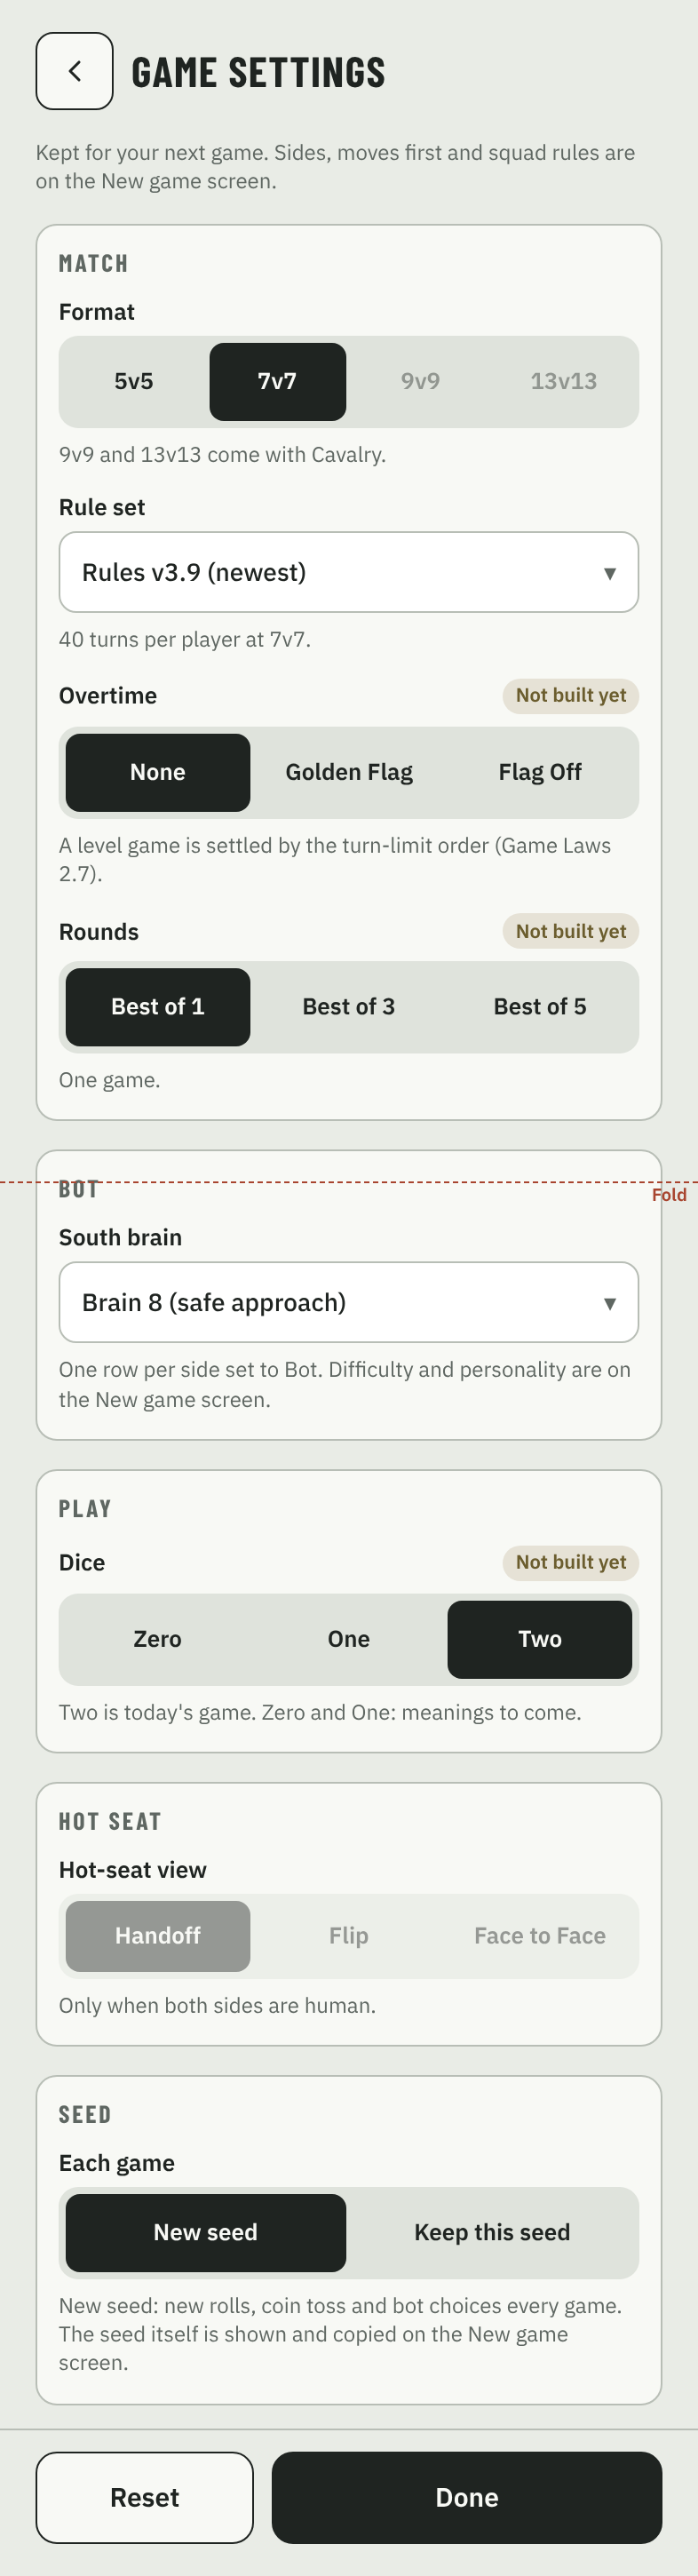 GAME SETTINGS
Kept for your next game. Sides, moves first and squad rules are
on the New game screen.
MATCH
Format
5v5 7v7 9v9 13v13
9v9 and 13v13 come with Cavalry.
Rule set
Rules v3.9 (newest)
40 turns per player at 7v7.
Overtime Not built yet
None Golden Flag Flag Off
A level game is settled by the turn-limit order (Game Laws
2.7).
Rounds Not built yet
Best of 1 Best of 3 Best of 5
One game.
BOT
Fold
South brain
Brain 8 (safe approach)
One row per side set to Bot. Difficulty and personality are on
the New game screen.
PLAY
Dice Not built yet
Zero One Two
Two is today's game. Zero and One: meanings to come.
HOT SEAT
Hot-seat view
Handoff Flip Face to Face
Only when both sides are human.
SEED
Each game
New seed Keep this seed
New seed: new rolls, coin toss and bot choices every game.
The seed itself is shown and copied on the New game
screen.
Reset Done